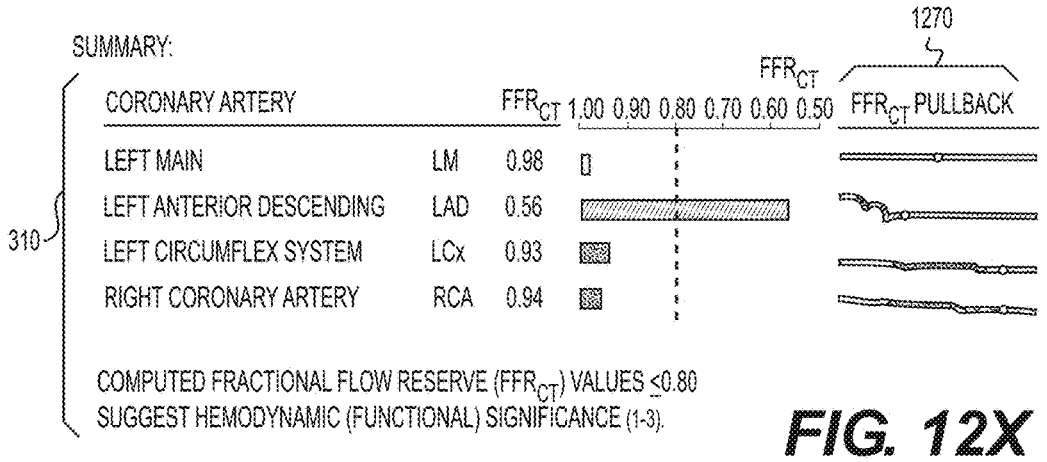 1270
SUMMARY:
FFRCT
CORONARY ARTERY FFRCT 1.00 0.90 0.80 0.70 0.60 0.50 FFRCT PULLBACK
LEFT MAIN LM 0.98
LEFT ANTERIOR DESCENDING LAD 0.56
310
LEFT CIRCUMFLEX SYSTEM LCx 0.93
RIGHT CORONARY ARTERY RCA 0.94
COMPUTED FRACTIONAL FLOW RESERVE (FFRCT) VALUES ≤0.80
SUGGEST HEMODYNAMIC (FUNCTIONAL) SIGNIFICANCE (1-3).
FIG. 12X